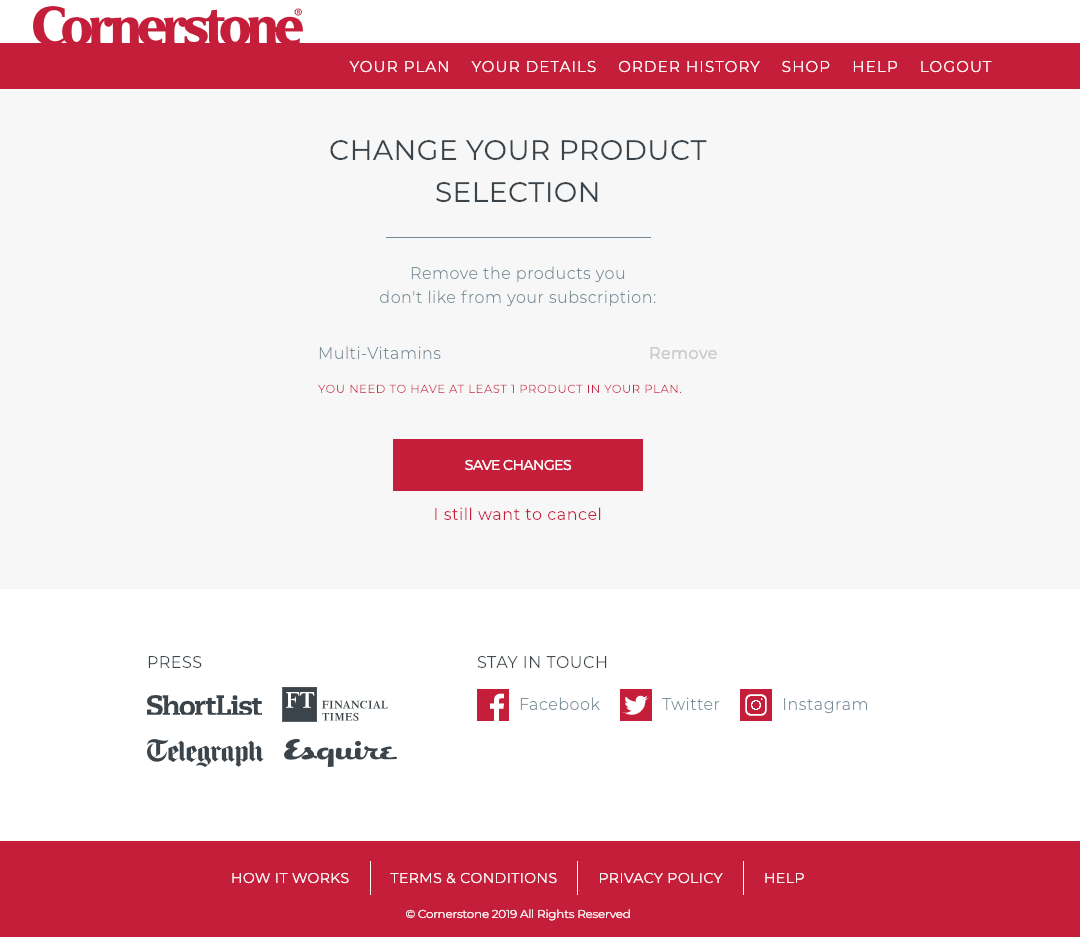 Cornerstone®
YOUR PLAN YOUR DETAILS ORDER HISTORY SHOP HELP LOGOUT
CHANGE YOUR PRODUCT
SELECTION
Remove the products you
don't like from your subscription:
Multi-Vitamins Remove
YOU NEED TO HAVE AT LEAST 1 PRODUCT IN YOUR PLAN.
SAVE CHANGES
I still want to cancel
PRESS
ShortList
FT FINANCIAL
TIMES
Telegraph
Esquire
STAY IN TOUCH
Facebook Twitter Instagram
HOW IT WORKS TERMS & CONDITIONS PRIVACY POLICY HELP
© Cornerstone 2019 All Rights Reserved